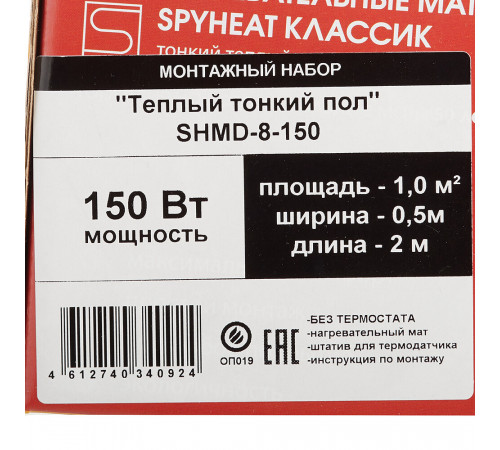 SPYHEAT КЛАССИК
МОНТАЖНЫЙ НАБОР
"Теплый тонкий пол"
SHMD-8-150
150 Вт
мощность
площадь - 1,0 м²
ширина - 0,5м
длина - 2 м
-БЕЗ ТЕРМОСТАТА
-нагревательный мат
-штатив для термодатчика
-инструкция по монтажу
ОП019
ЕАС
4 612740 340924